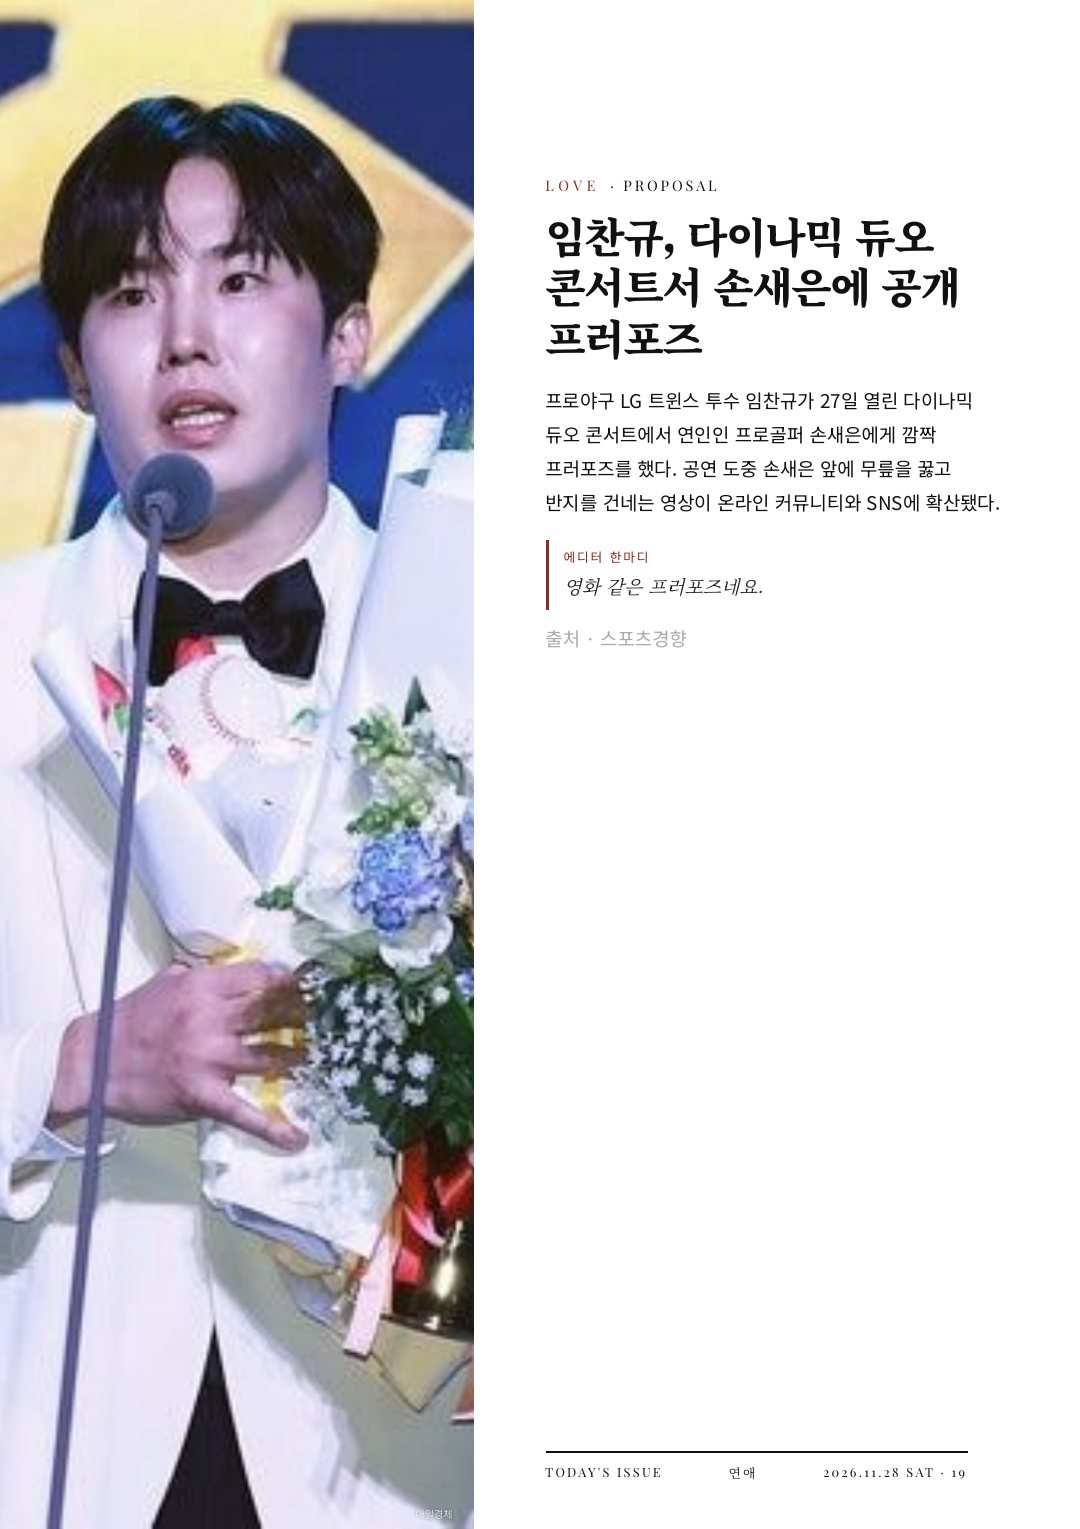 LOVE · PROPOSAL
임찬규, 다이나믹 듀오
콘서트서 손새은에 공개
프러포즈
프로야구 LG 트윈스 투수 임찬규가 27일 열린 다이나믹
듀오 콘서트에서 연인인 프로골퍼 손새은에게 깜짝
프러포즈를 했다. 공연 도중 손새은 앞에 무릎을 꿇고
반지를 건네는 영상이 온라인 커뮤니티와 SNS에 확산됐다.
에디터 한마디
영화 같은 프러포즈네요.
출처 · 스포츠경향
매일경제
TODAY'S ISSUE 연애 2026.11.28 SAT · 19